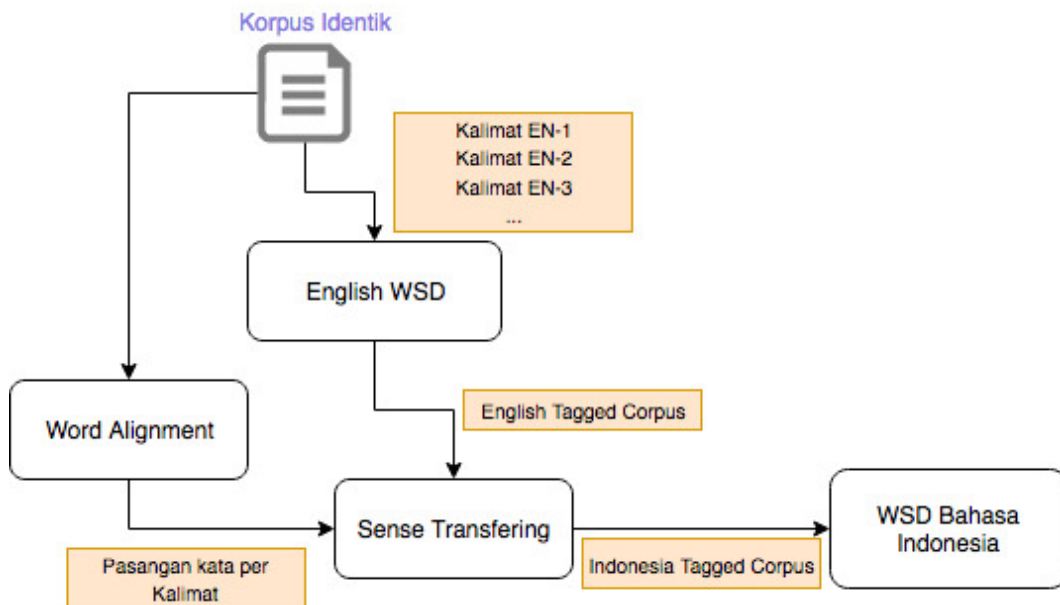 Korpus Identik
Kalimat EN-1
Kalimat EN-2
Kalimat EN-3
...
English WSD
English Tagged Corpus
Word Alignment
Sense Transfering
WSD Bahasa
Indonesia
Pasangan kata per
Kalimat
Indonesia Tagged Corpus